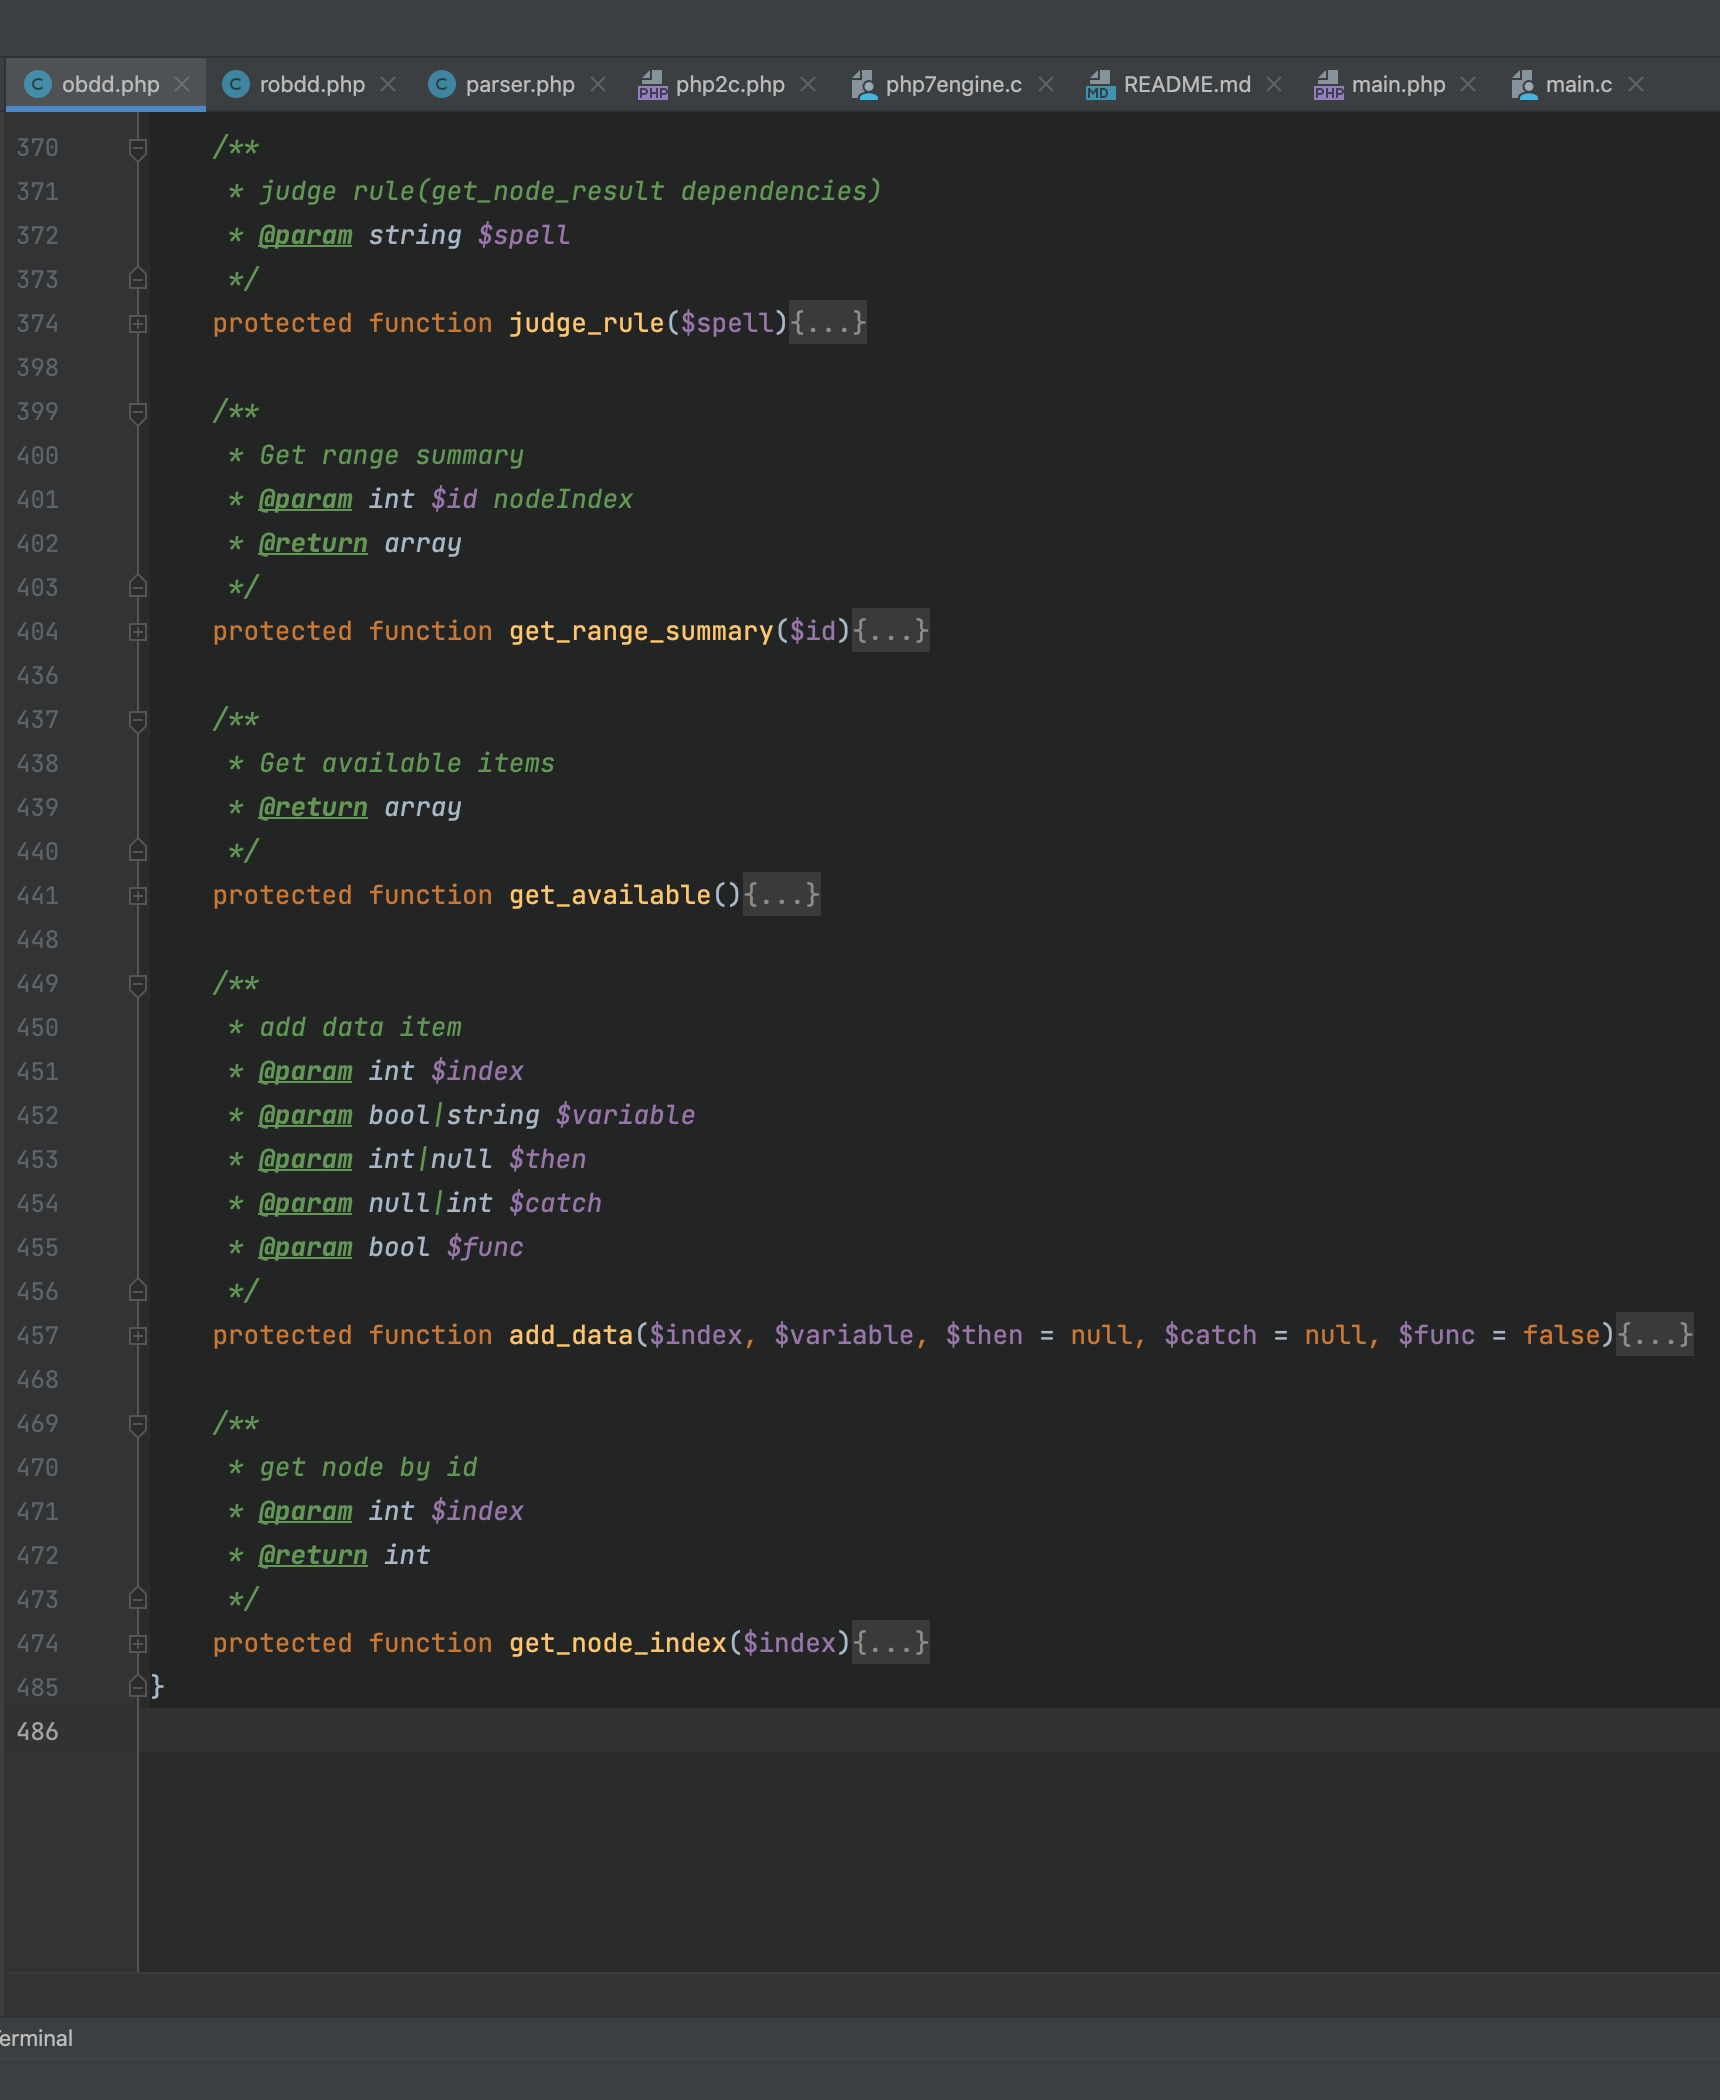 obdd.php robdd.php parser.php php2c.php php7engine.c README.md main.php main.c
370 /**
371 * judge rule(get_node_result dependencies)
372 * @param string $spell
373 */
374 protected function judge_rule($spell){...}
398
399 /**
400 * Get range summary
401 * @param int $id nodeIndex
402 * @return array
403 */
404 protected function get_range_summary($id){...}
436
437 /**
438 * Get available items
439 * @return array
440 */
441 protected function get_available(){...}
448
449 /**
450 * add data item
451 * @param int $index
452 * @param bool|string $variable
453 * @param int|null $then
454 * @param null|int $catch
455 * @param bool $func
456 */
457 protected function add_data($index, $variable, $then = null, $catch = null, $func = false){...}
468
469 /**
470 * get node by id
471 * @param int $index
472 * @return int
473 */
474 protected function get_node_index($index){...}
485 }
486
erminal